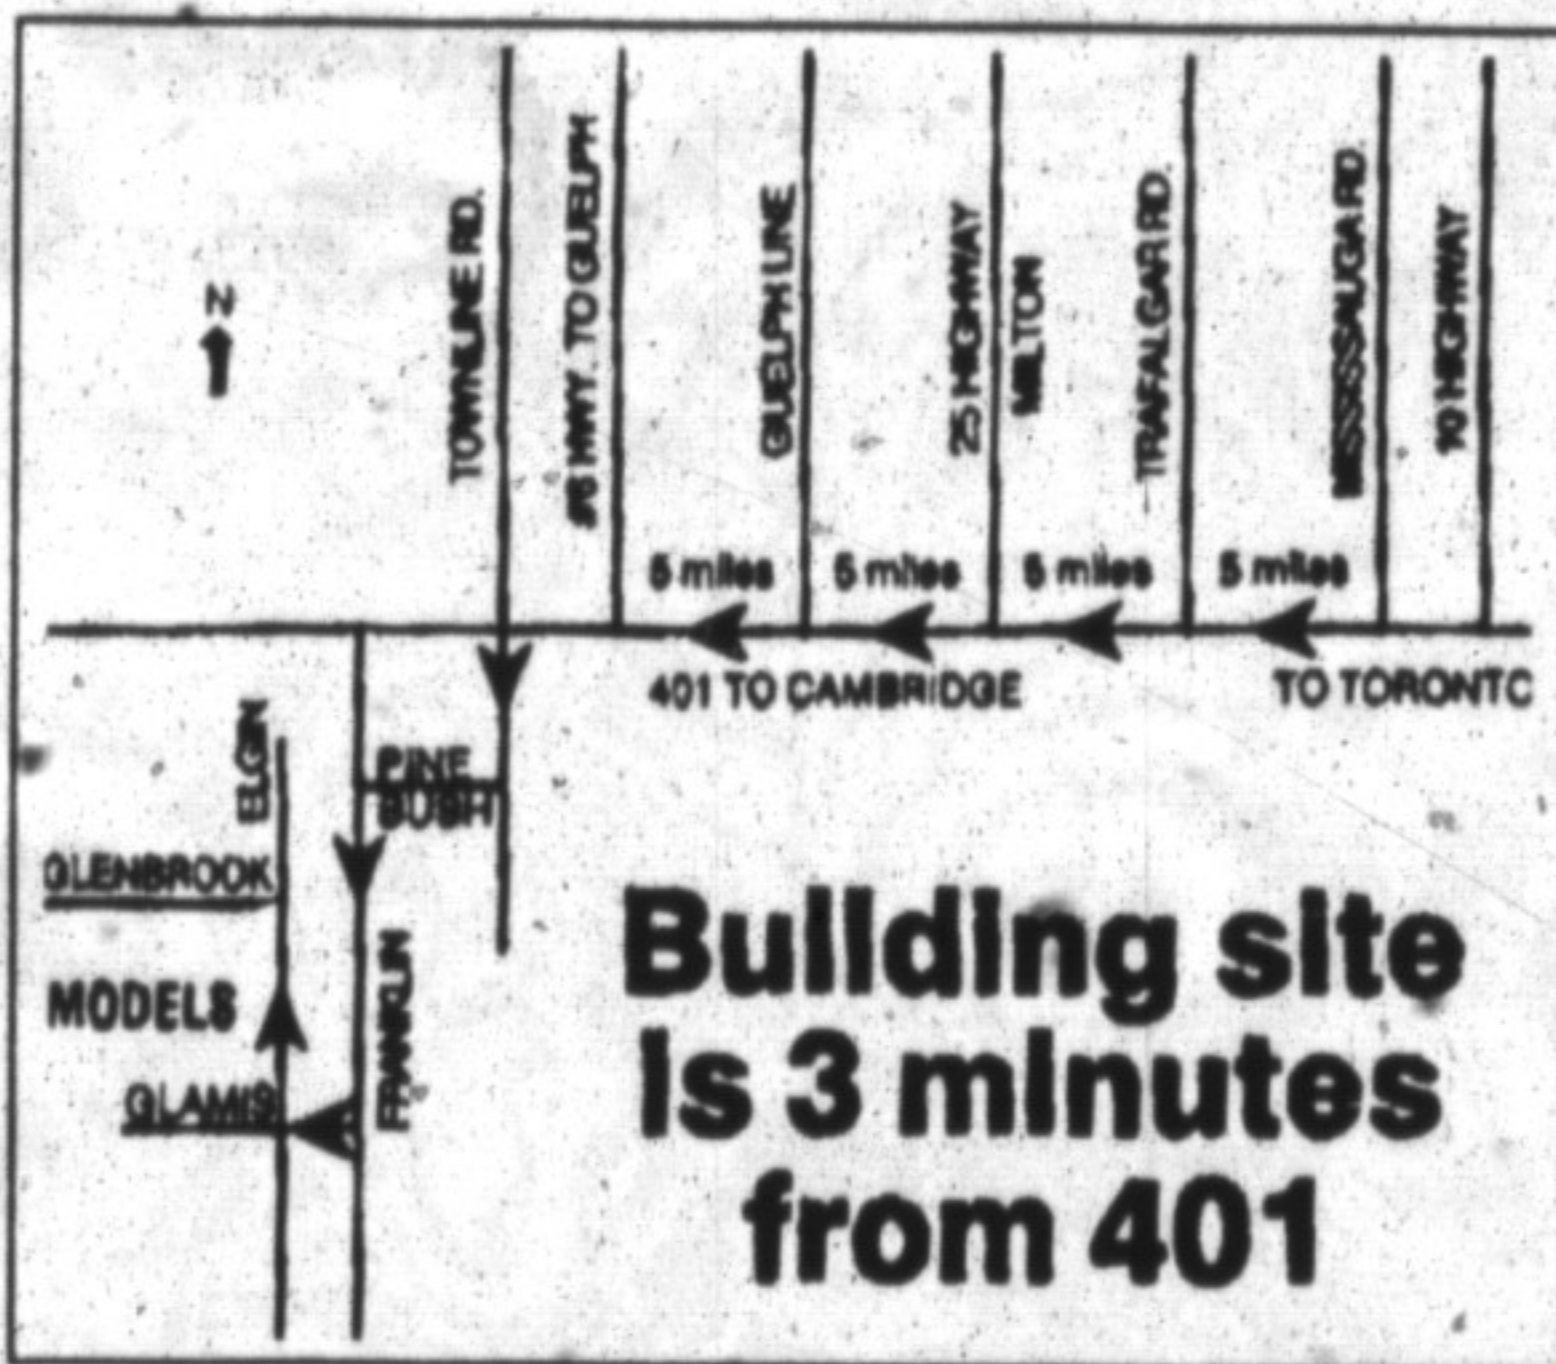 N
TOWNLINE RD.
#6 HWY. TO GUELPH
GUELPH LINE
25 HIGHWAY
MILTON
TRAFALGAR RD.
MISSISSAUGA RD.
10 HIGHWAY
5 miles
5 miles
5 miles
5 miles
401 TO CAMBRIDGE
TO TORONTO
ELGIN
PINE
BUSH
GLENBROOK
FRANKLIN
MODELS
GLAMIS
Building site
is 3 minutes
from 401